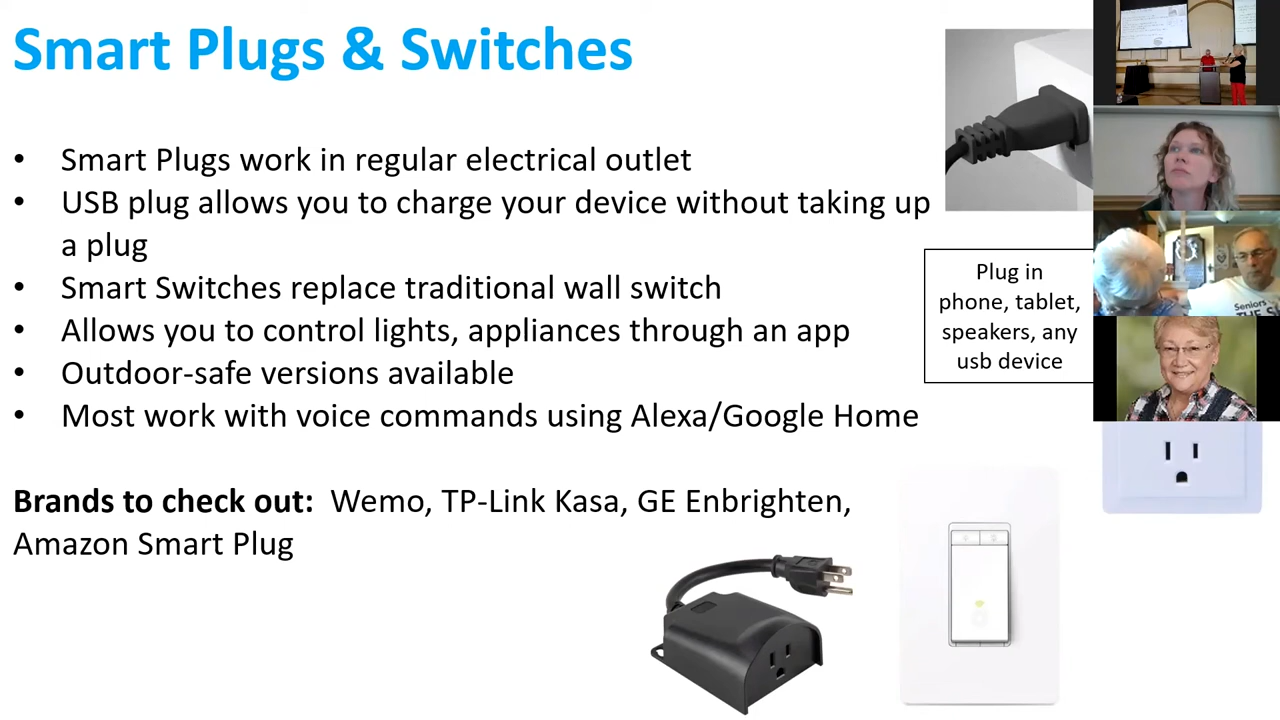 Smart Plugs & Switches
• Smart Plugs work in regular electrical outlet
• USB plug allows you to charge your device without taking up
a plug
• Smart Switches replace traditional wall switch
• Allows you to control lights, appliances through an app
• Outdoor-safe versions available
• Most work with voice commands using Alexa/Google Home
Brands to check out: Wemo, TP-Link Kasa, GE Enbrighten,
Amazon Smart Plug
Plug in
phone, tablet,
speakers, any
usb device
Seniors